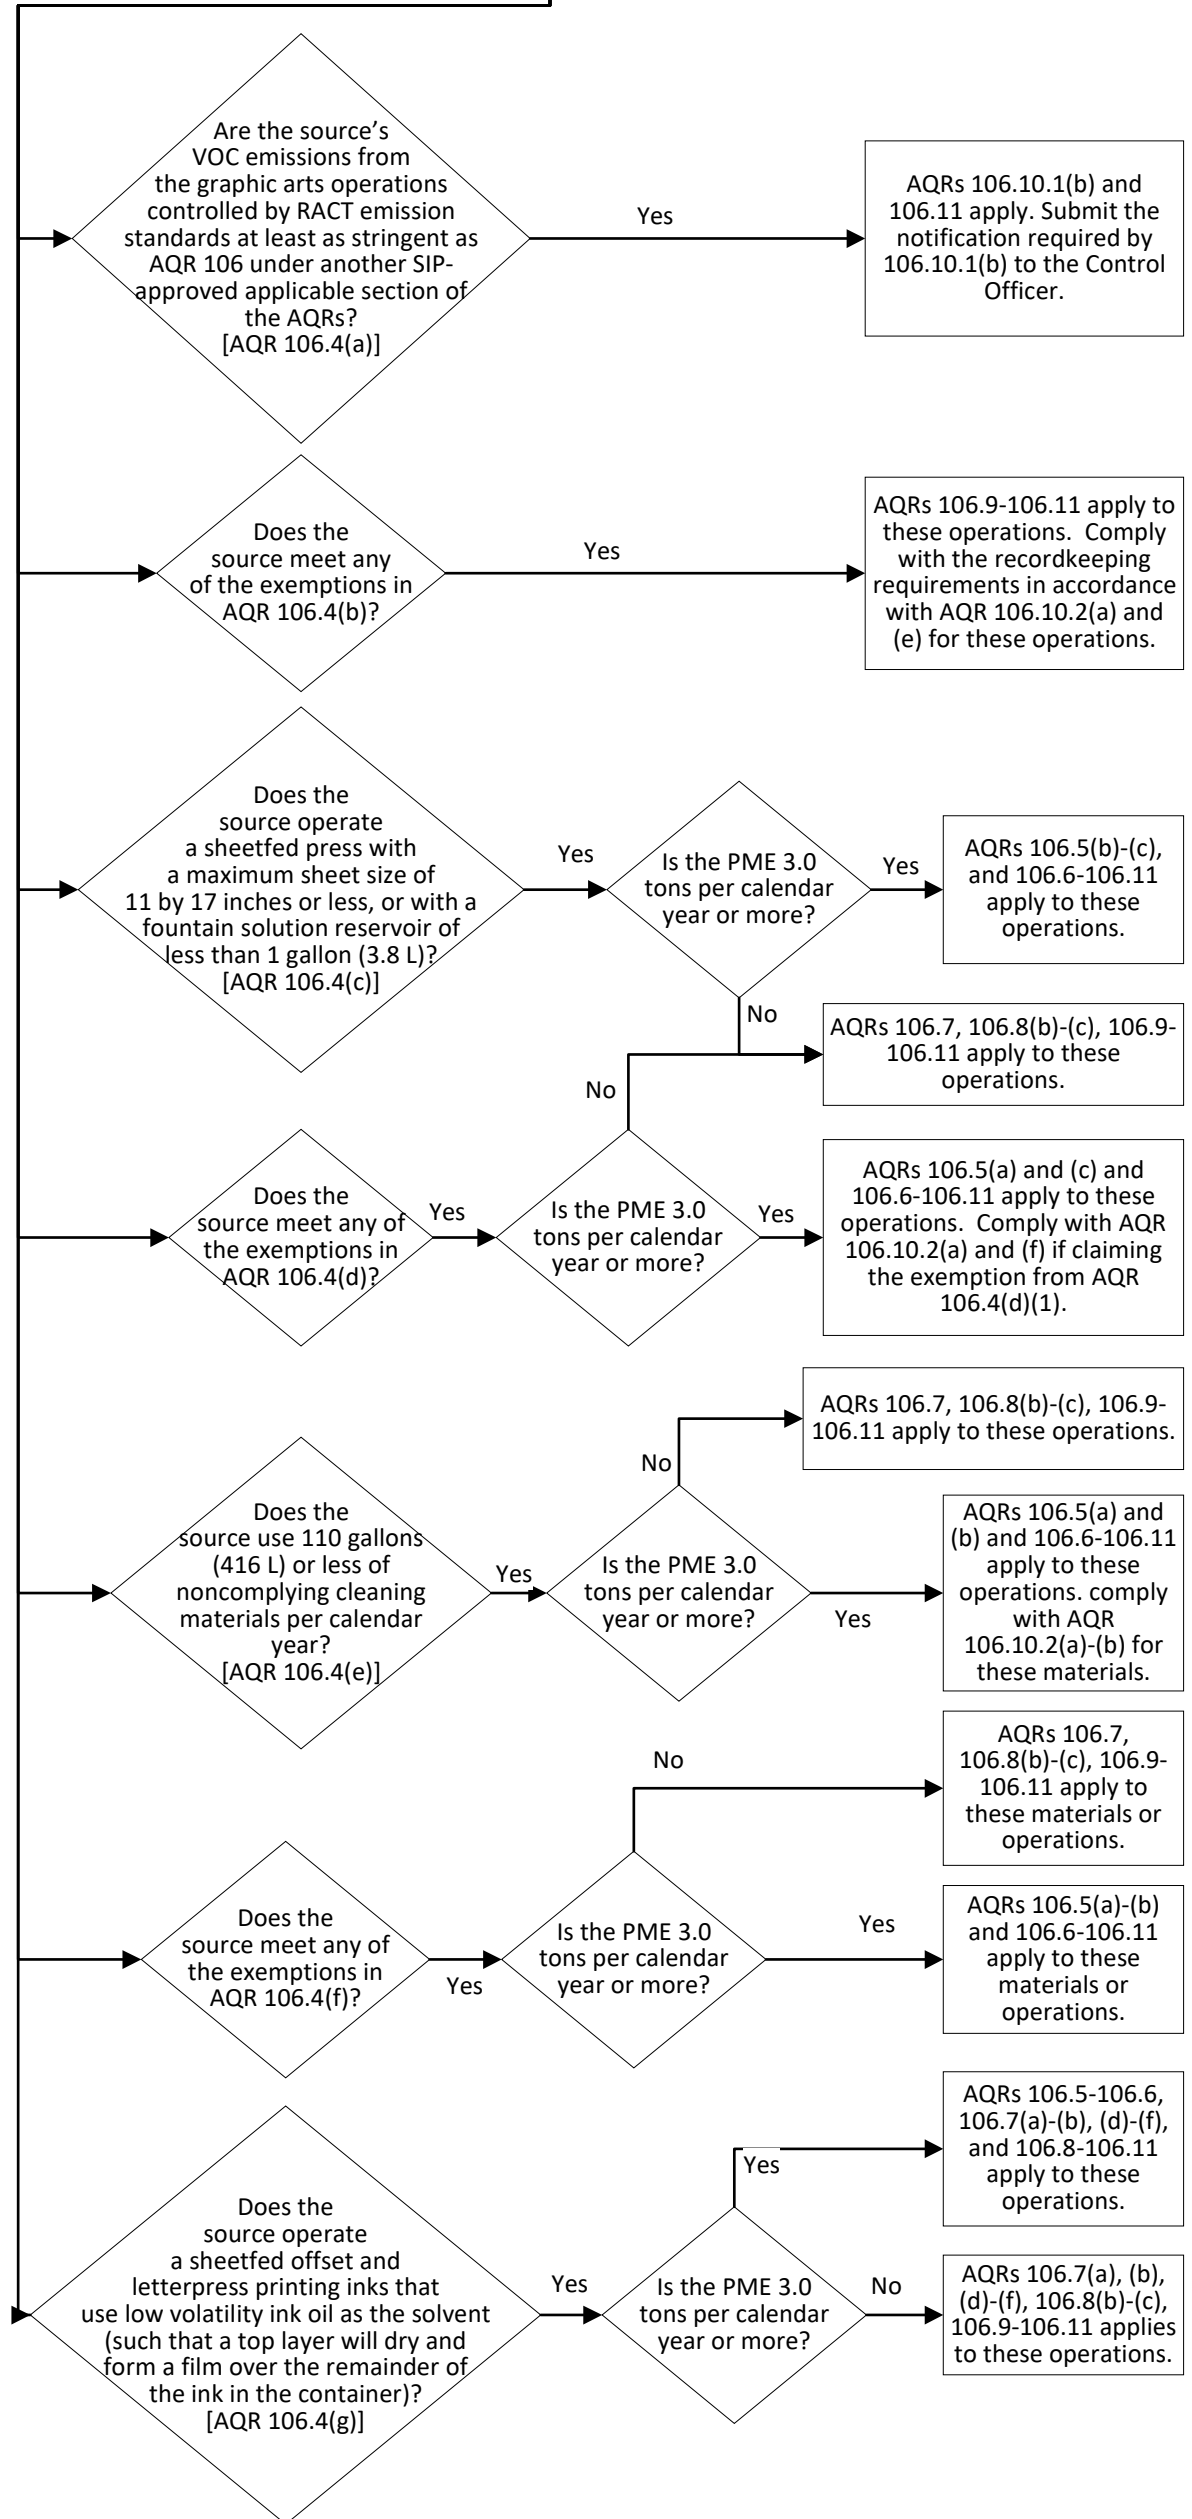 Are the source's
VOC emissions from
the graphic arts operations
controlled by RACT emission
standards at least as stringent as
AQR 106 under another SIP-
approved applicable section of
the AQRs?
[AQR 106.4(a)]
Yes
AQRs 106.10.1(b) and
106.11 apply. Submit the
notification required by
106.10.1(b) to the Control
Officer.
Does the
source meet any
of the exemptions in
AQR 106.4(b)?
Yes
AQRs 106.9-106.11 apply to
these operations.  Comply
with the recordkeeping
requirements in accordance
with AQR 106.10.2(a) and
(e) for these operations.
Does the
source operate
a sheetfed press with
a maximum sheet size of
11 by 17 inches or less, or with a
fountain solution reservoir of
less than 1 gallon (3.8 L)?
[AQR 106.4(c)]
Yes
Is the PME 3.0
tons per calendar
year or more?
Yes
AQRs 106.5(b)-(c),
and 106.6-106.11
apply to these
operations.
No
AQRs 106.7, 106.8(b)-(c), 106.9-
106.11 apply to these
operations.
No
Does the
source meet any of
the exemptions in
AQR 106.4(d)?
Yes
Is the PME 3.0
tons per calendar
year or more?
Yes
AQRs 106.5(a) and (c) and
106.6-106.11 apply to these
operations.  Comply with AQR
106.10.2(a) and (f) if claiming
the exemption from AQR
106.4(d)(1).
AQRs 106.7, 106.8(b)-(c), 106.9-
106.11 apply to these operations.
No
Does the
source use 110 gallons
(416 L) or less of
noncomplying cleaning
materials per calendar
year?
[AQR 106.4(e)]
Yes
Is the PME 3.0
tons per calendar
year or more?
Yes
AQRs 106.5(a) and
(b) and 106.6-106.11
apply to these
operations. comply
with AQR
106.10.2(a)-(b) for
these materials.
No
AQRs 106.7,
106.8(b)-(c), 106.9-
106.11 apply to
these materials or
operations.
Does the
source meet any of
the exemptions in
AQR 106.4(f)?
Yes
Is the PME 3.0
tons per calendar
year or more?
Yes
AQRs 106.5(a)-(b)
and 106.6-106.11
apply to these
materials or
operations.
AQRs 106.5-106.6,
106.7(a)-(b), (d)-(f),
and 106.8-106.11
apply to these
operations.
Yes
Does the
source operate
a sheetfed offset and
letterpress printing inks that
use low volatility ink oil as the solvent
(such that a top layer will dry and
form a film over the remainder of
the ink in the container)?
[AQR 106.4(g)]
Yes
Is the PME 3.0
tons per calendar
year or more?
No
AQRs 106.7(a), (b),
(d)-(f), 106.8(b)-(c),
106.9-106.11 applies
to these operations.